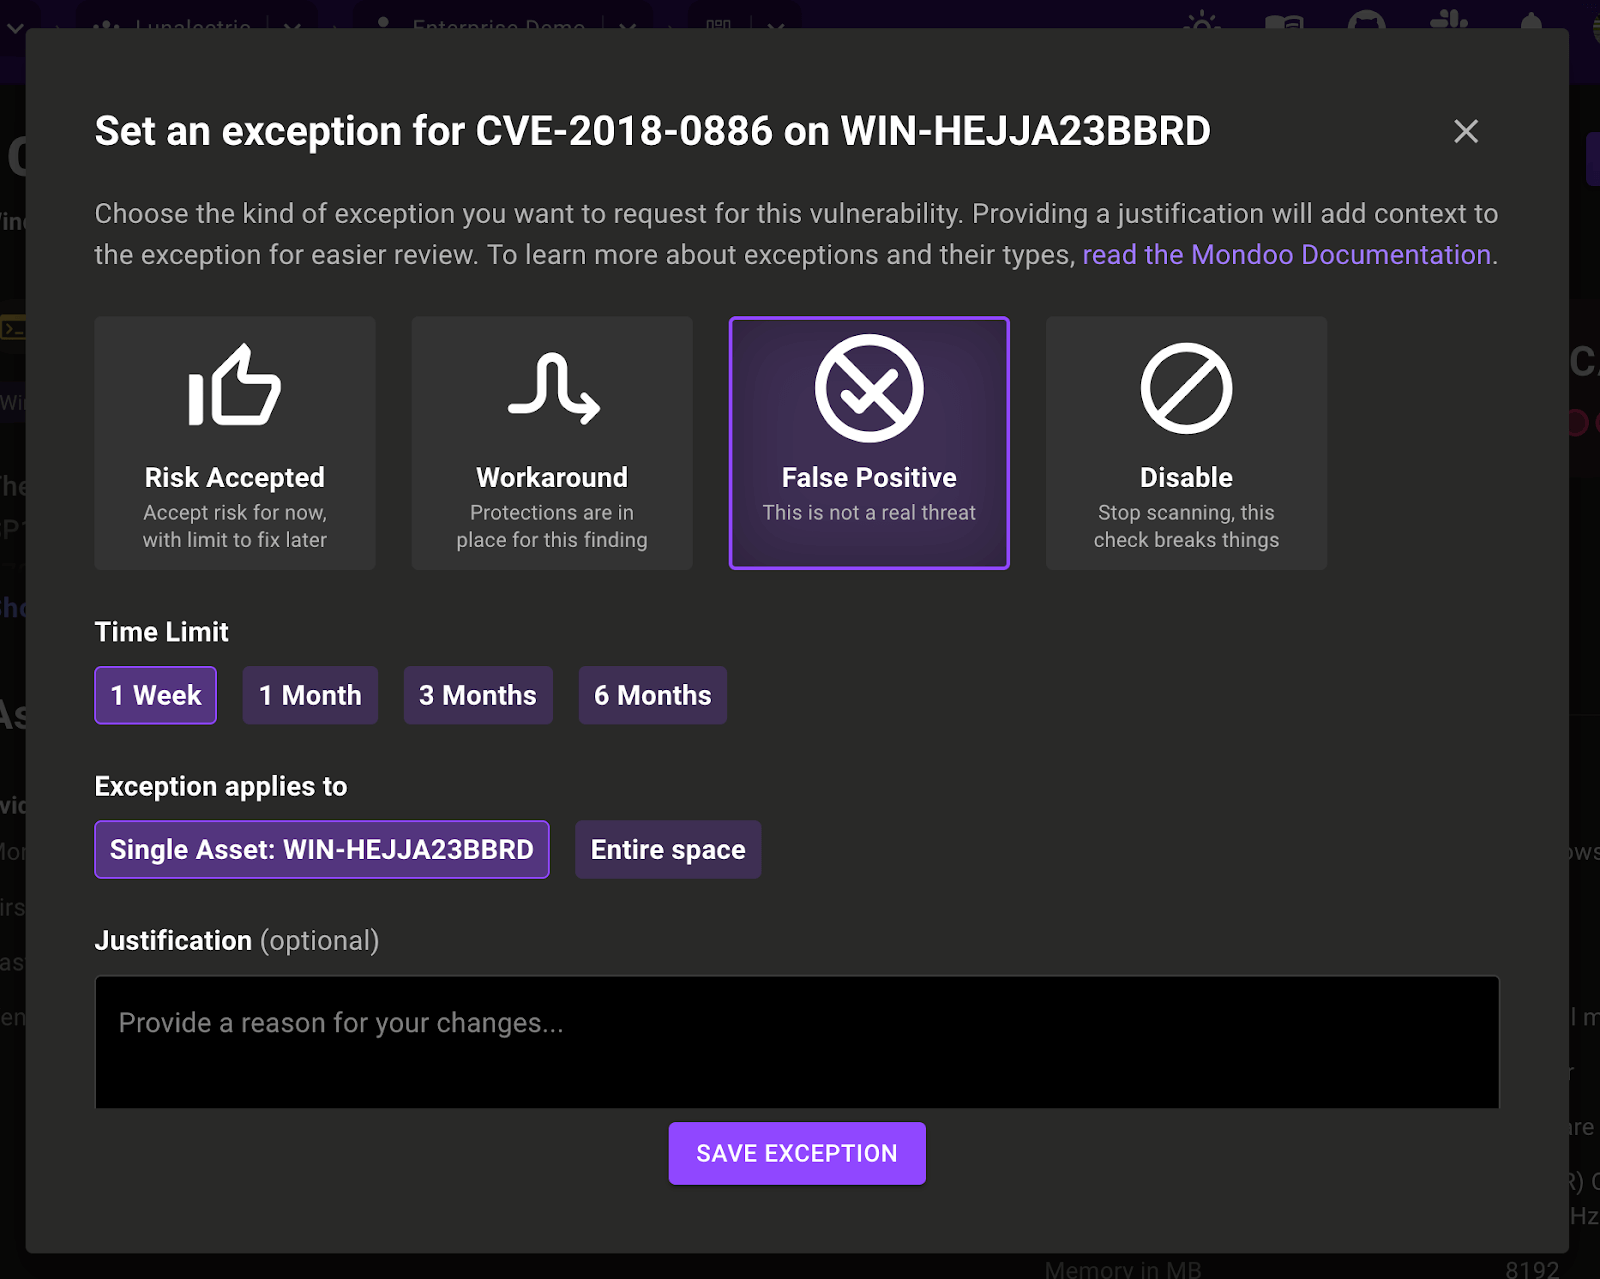 Lunalectric
Enterprise Demo
Set an exception for CVE-2018-0886 on WIN-HEJJA23BBRD
Choose the kind of exception you want to request for this vulnerability. Providing a justification will add context to
the exception for easier review. To learn more about exceptions and their types, read the Mondoo Documentation.
Risk Accepted
Accept risk for now,
with limit to fix later
Workaround
Protections are in
place for this finding
False Positive
This is not a real threat
Disable
Stop scanning, this
check breaks things
Time Limit
1 Week
1 Month
3 Months
6 Months
Exception applies to
Single Asset: WIN-HEJJA23BBRD
Entire space
Justification (optional)
Provide a reason for your changes...
SAVE EXCEPTION
Memory in MB
8192